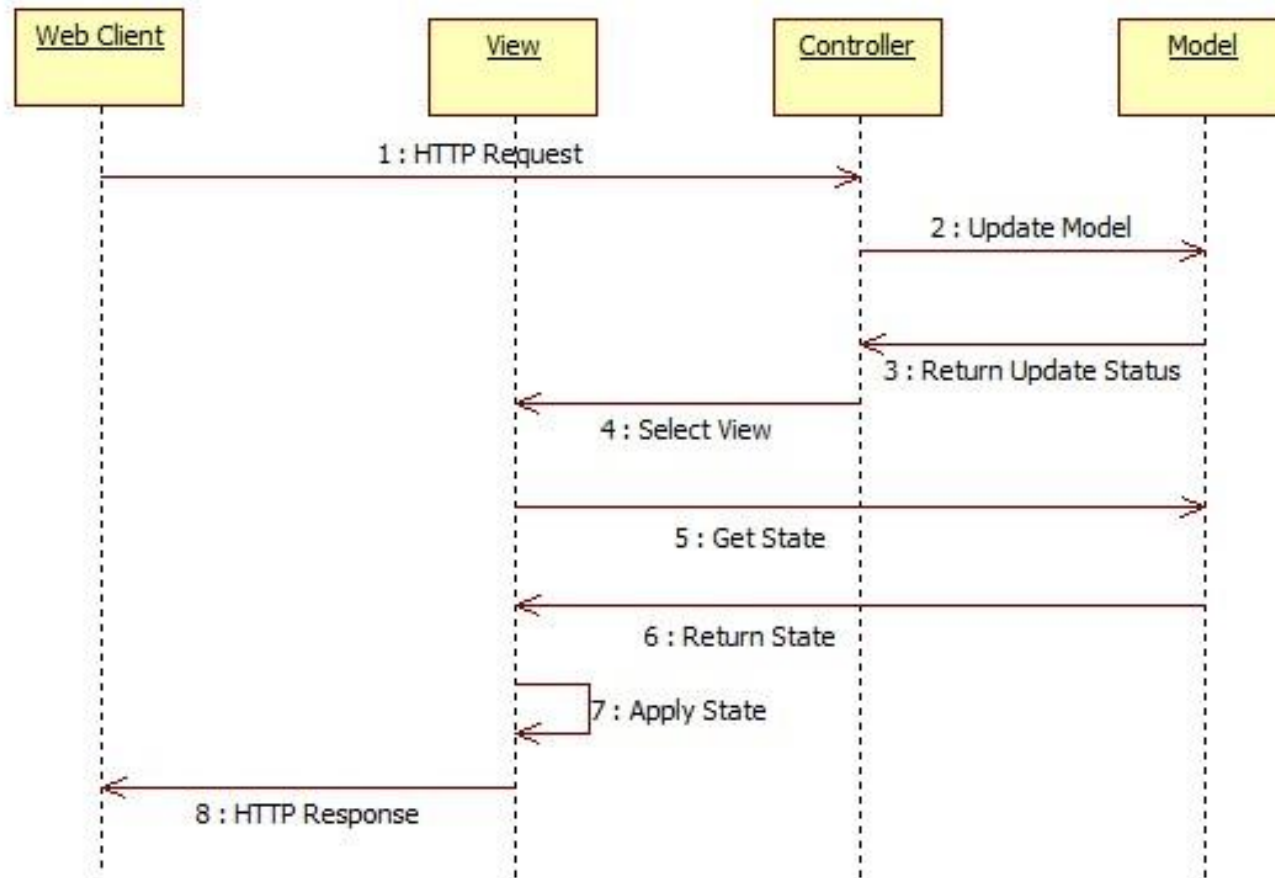 Web Client
View
Controller
Model
1 : HTTP Request
2 : Update Model
3 : Return Update Status
4 : Select View
5 : Get State
6 : Return State
7 : Apply State
8 : HTTP Response